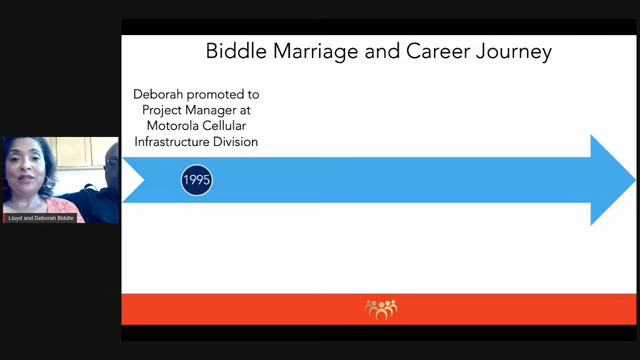 Biddle Marriage and Career Journey
Deborah promoted to
Project Manager at
Motorola Cellular
Infrastructure Division
1995
Lloyd and Deborah Biddle